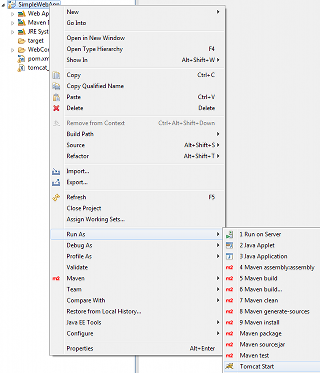 SimpleWebApp
Web App
Maven
JRE Syst
target
WebCon
pom.xm
tomcat_
New
Go Into
Open in New Window
Open Type Hierarchy F4
Show In Alt+Shift+W
Copy Ctrl+C
Copy Qualified Name
Paste Ctrl+V
Delete Delete
Remove from Context Ctrl+Alt+Shift+Down
Build Path
Source Alt+Shift+S
Refactor Alt+Shift+T
Import...
Export...
Refresh F5
Close Project
Assign Working Sets...
Run As
Debug As
Profile As
Validate
Maven
Team
Compare With
Restore from Local History...
Java EE Tools
Configure
Properties Alt+Enter
1 Run on Server
2 Java Applet
3 Java Application
4 Maven assembly:assembly
5 Maven build
6 Maven build...
7 Maven clean
8 Maven generate-sources
9 Maven install
Maven package
Maven source:jar
Maven test
Tomcat Start